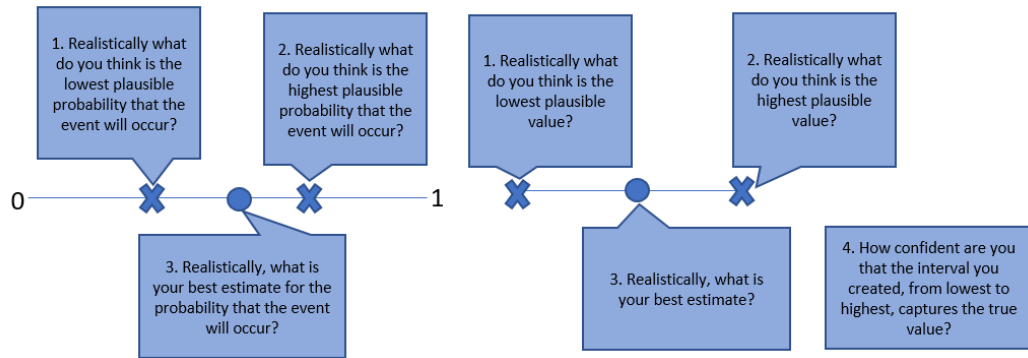 1. Realistically what
do you think is the
lowest plausible
probability that the
event will occur?
2. Realistically what
do you think is the
highest plausible
probability that the
event will occur?
0
1
3. Realistically, what is
your best estimate for the
probability that the event
will occur?
1. Realistically what
do you think is the
lowest plausible
value?
2. Realistically what
do you think is the
highest plausible
value?
3. Realistically, what is
your best estimate?
4. How confident are you
that the interval you
created, from lowest to
highest, captures the true
value?